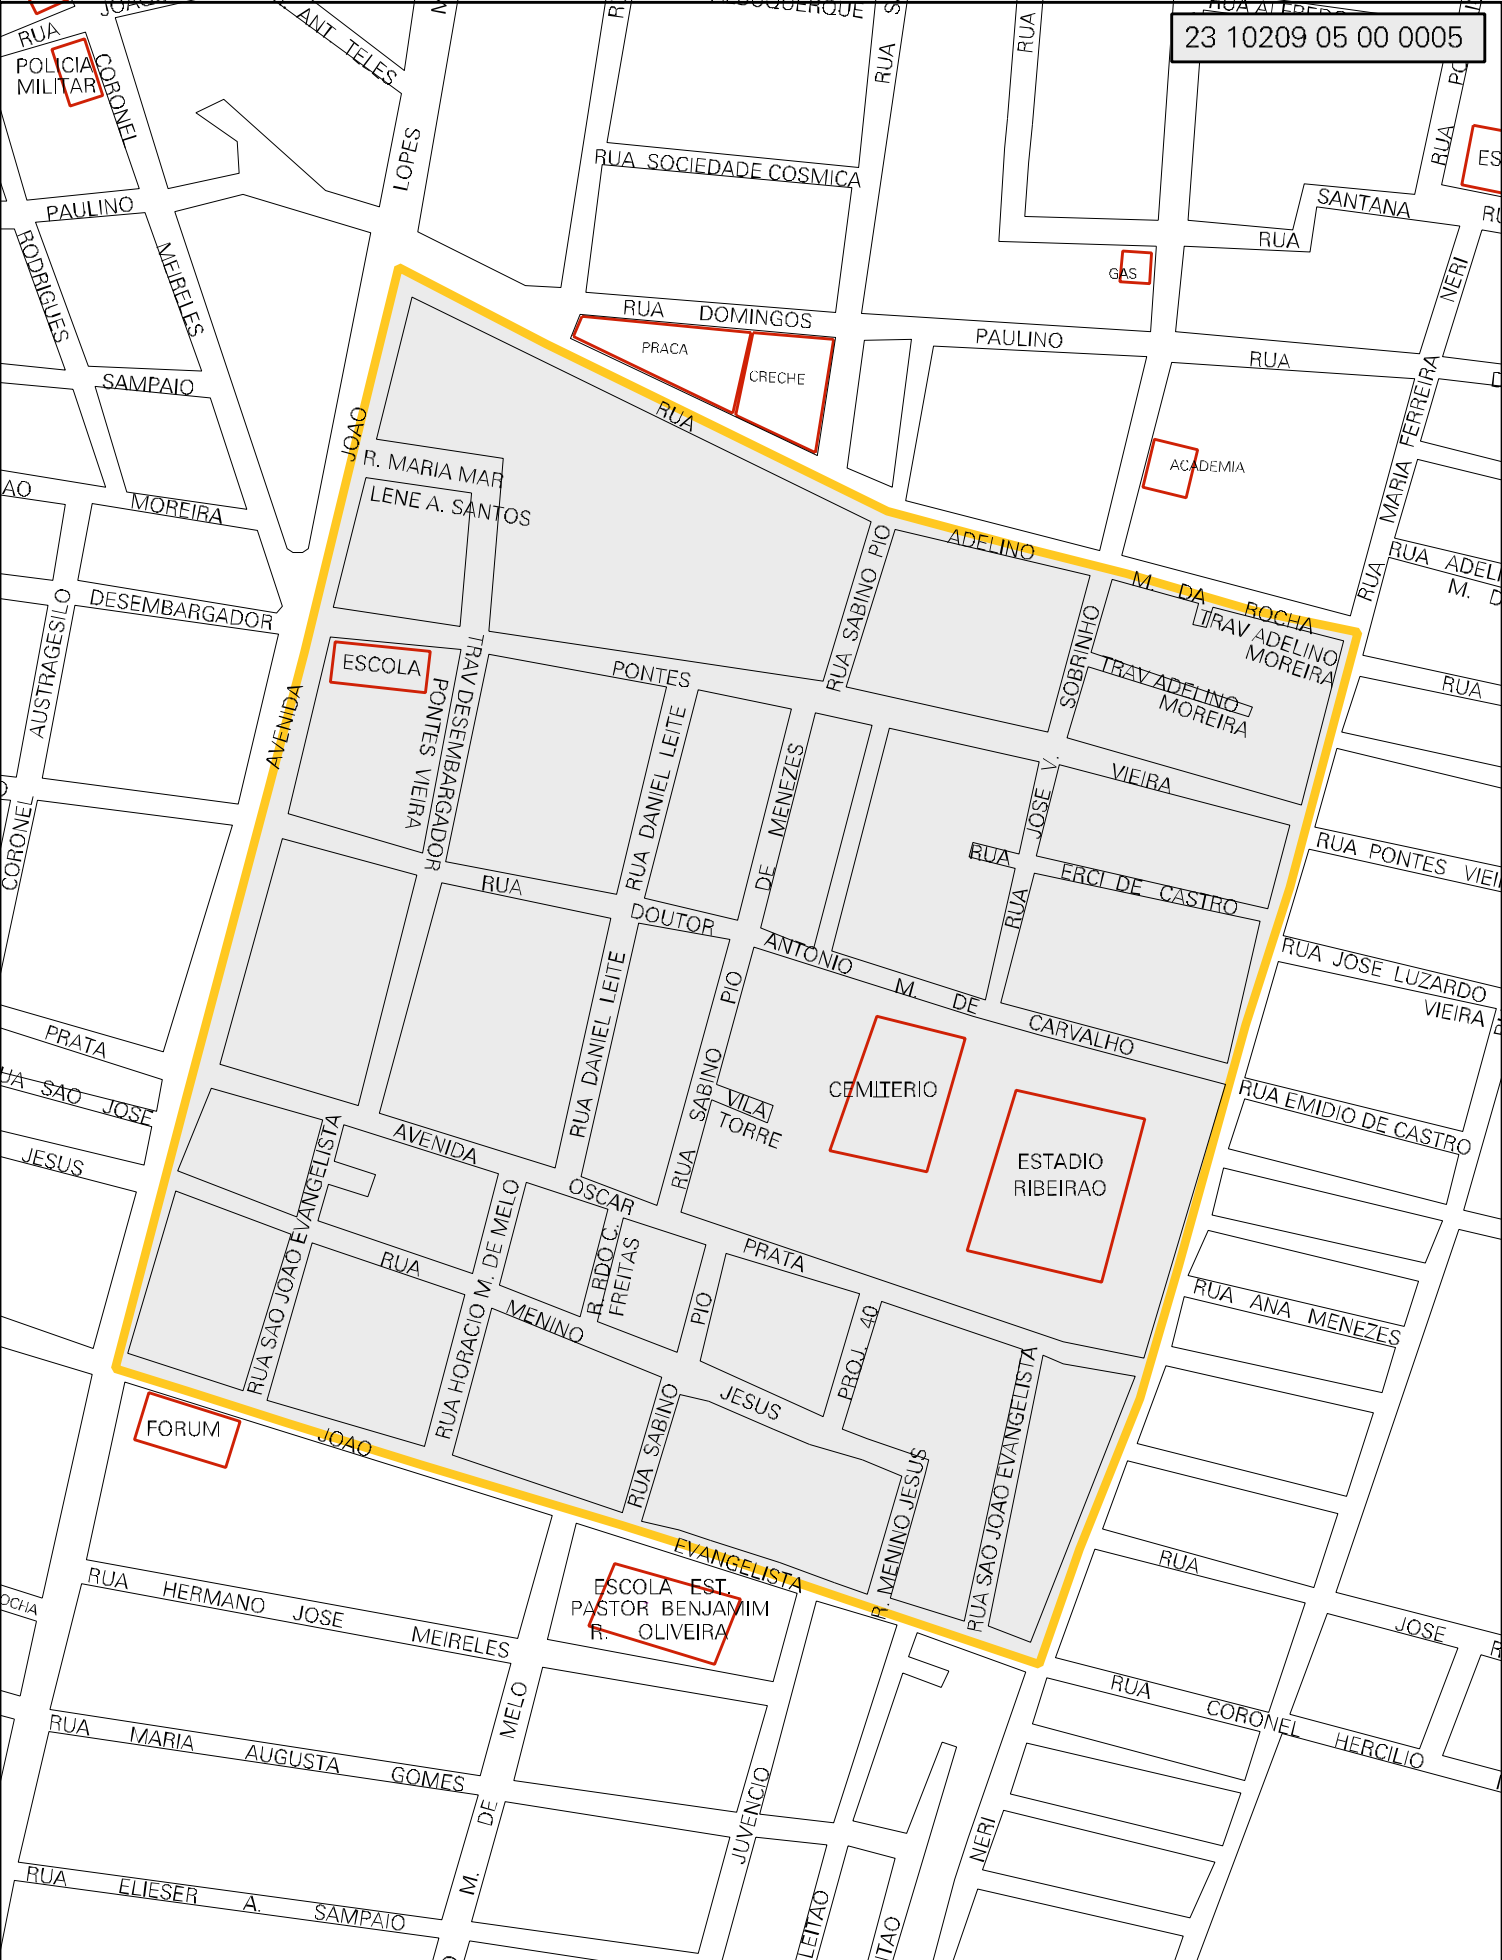 23 10209 05 00 0005
RUA
POLICIA
MILITAR
CORONEL
ANT TELES
LOPES
RUA
RUA
RUA
RUA SOCIEDADE COSMICA
SANTANA
RUA
GAS
PAULINO
RODRIGUES
MEIRELES
NERI
RUA DOMINGOS
PAULINO
RUA
PRACA
CRECHE
SAMPAIO
JOAO
RUA
MARIA FERREIRA
RUA
ACADEMIA
R. MARIA MAR
LENE A. SANTOS
MOREIRA
ADELINO
M. DA ROCHA
RUA
DESEMBARGADOR
AUSTRAGESILO
RUA SABINO PIO
SOBRINHO
TRAV ADELINO
MOREIRA
TRAV ADELINO
MOREIRA
RUA
ESCOLA
TRAV DESEMBARGADOR
PONTES VIEIRA
PONTES
RUA DANIEL LEITE
DE MENEZES
JOSE V.
VIEIRA
AVENIDA
CORONEL
RUA
RUA
ERCI DE CASTRO
RUA
DOUTOR
ANTONIO
M. DE
CARVALHO
RUA JOSE LUZARDO
VIEIRA
PRATA
JESUS
RUA DANIEL LEITE
RUA SABINO PIO
VILA
TORRE
CEMITERIO
ESTADIO
RIBEIRAO
RUA EMIDIO DE CASTRO
AVENIDA
OSCAR
PRATA
RUA SAO JOAO EVANGELISTA
RUA
RUA HORACIO M. DE MELO
R. RDO C.
FREITAS
MENINO
PIO
PROJ. 40
JESUS
RUA ANA MENEZES
RUA SABINO
RUA SAO JOAO EVANGELISTA
R. MENINO JESUS
FORUM
JOAO
EVANGELISTA
ESCOLA EST.
PASTOR BENJAMIM
R. OLIVEIRA
RUA
JOSE
RUA HERMANO JOSE MEIRELES
MELO
RUA CORONEL HERCILIO
RUA MARIA AUGUSTA GOMES
DE
M.
JUVENCIO
NERI
RUA ELIESER A. SAMPAIO
LEITAO